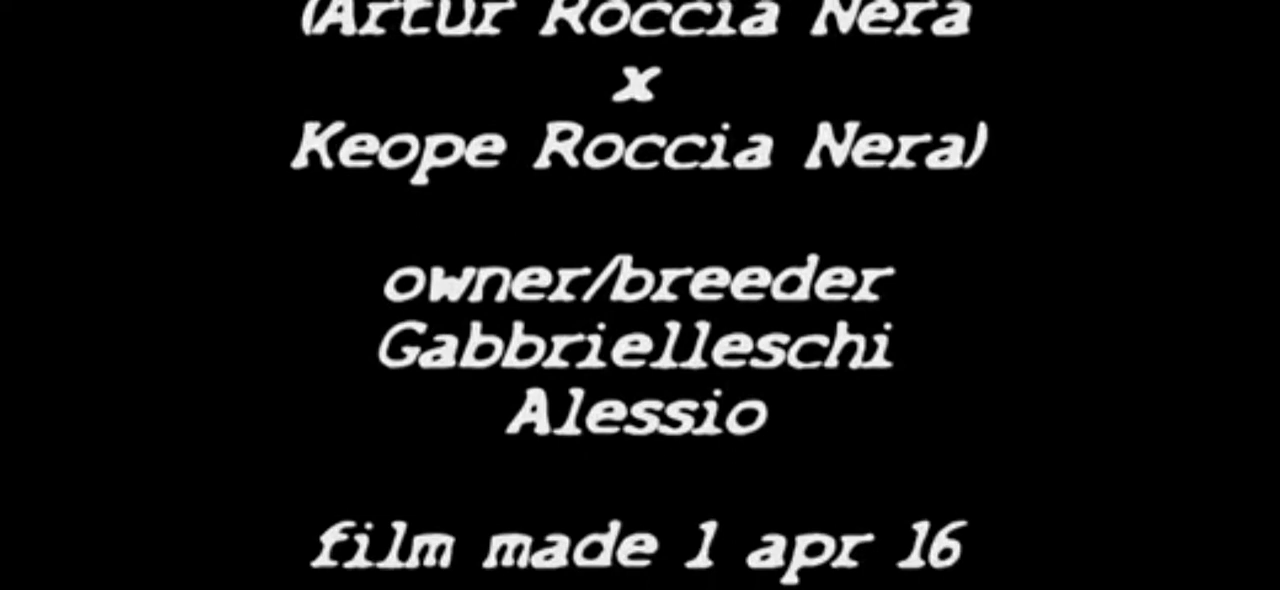 (Artur Roccia Nera
x
Keope Roccia Nera)
owner/breeder
Gabbrielleschi
Alessio
film made 1 apr 16